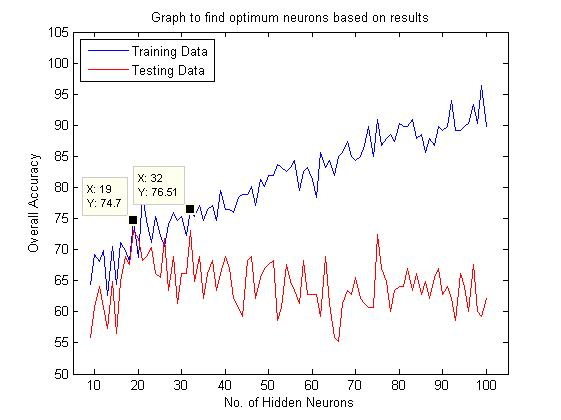 Graph to find optimum neurons based on results
105
100
95
90
85
80
75
70
65
60
55
50
Overall Accuracy
Training Data
Testing Data
X: 19
Y: 74.7
X: 32
Y: 76.51
10 20 30 40 50 60 70 80 90 100
No. of Hidden Neurons